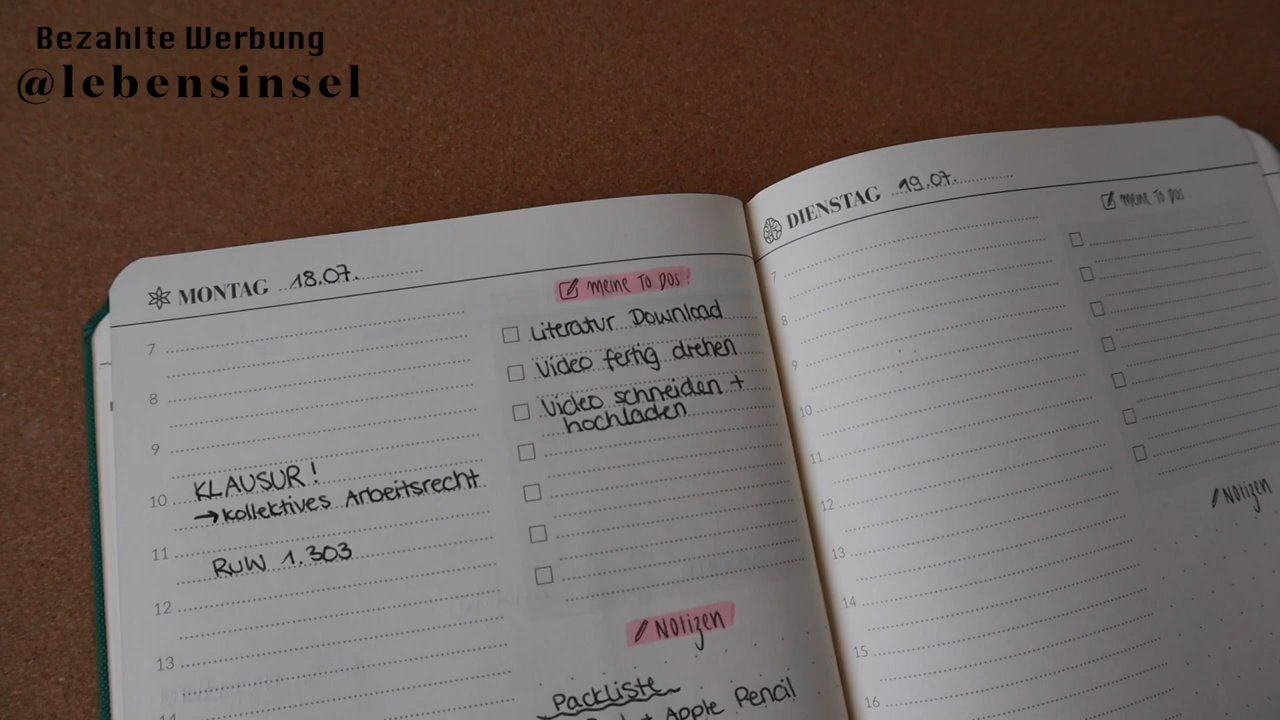 Bezahlte Werbung
@lebensinsel
MONTAG 18.07.
7
8
9
10 KLAUSUR!
→ kollektives Arbeitsrecht
11
RUW 1.303
12
13
14
Meine To Dos
Literatur Download
Video fertig drehen
Video schneiden +
hochladen
Notizen
Packliste
Apple Pencil
DIENSTAG 19.07.
7
8
9
10
11
12
13
14
15
16
Meine To Dos
Notizen